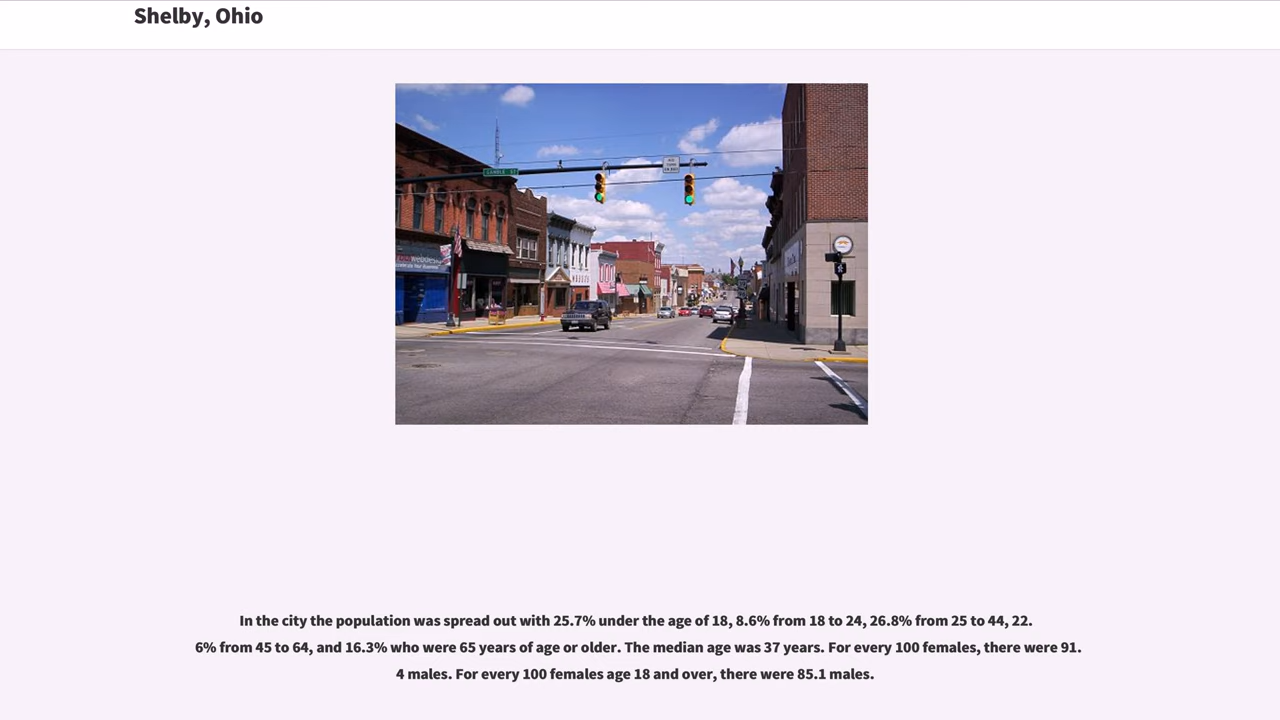 Shelby, Ohio
GAMBLE ST
In the city the population was spread out with 25.7% under the age of 18, 8.6% from 18 to 24, 26.8% from 25 to 44, 22.
6% from 45 to 64, and 16.3% who were 65 years of age or older. The median age was 37 years. For every 100 females, there were 91.
4 males. For every 100 females age 18 and over, there were 85.1 males.